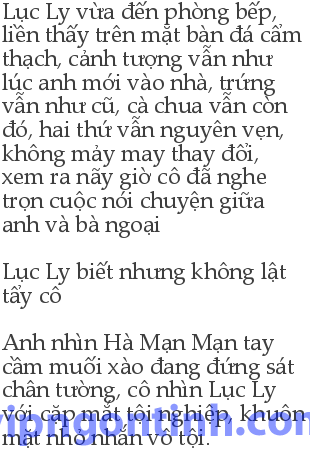 Lục Ly vừa đến phòng bếp,
liền thấy trên mặt bàn đá cẩm
thạch, cảnh tượng vẫn như
lúc anh mới vào nhà, trứng
vẫn như cũ, cà chua vẫn còn
đó, hai thứ vẫn nguyên vẹn,
không mảy may thay đổi,
xem ra nãy giờ cô đã nghe
trọn cuộc nói chuyện giữa
anh và bà ngoại
Lục Ly biết nhưng không lật
tẩy cô
Anh nhìn Hà Mạn Mạn tay
cầm muối xào đang đứng sát
chân tường, cô nhìn Lục Ly
với cặp mắt tội nghiệp, khuôn
mặt nhỏ nhắn vô tội.
vipngontinh.com